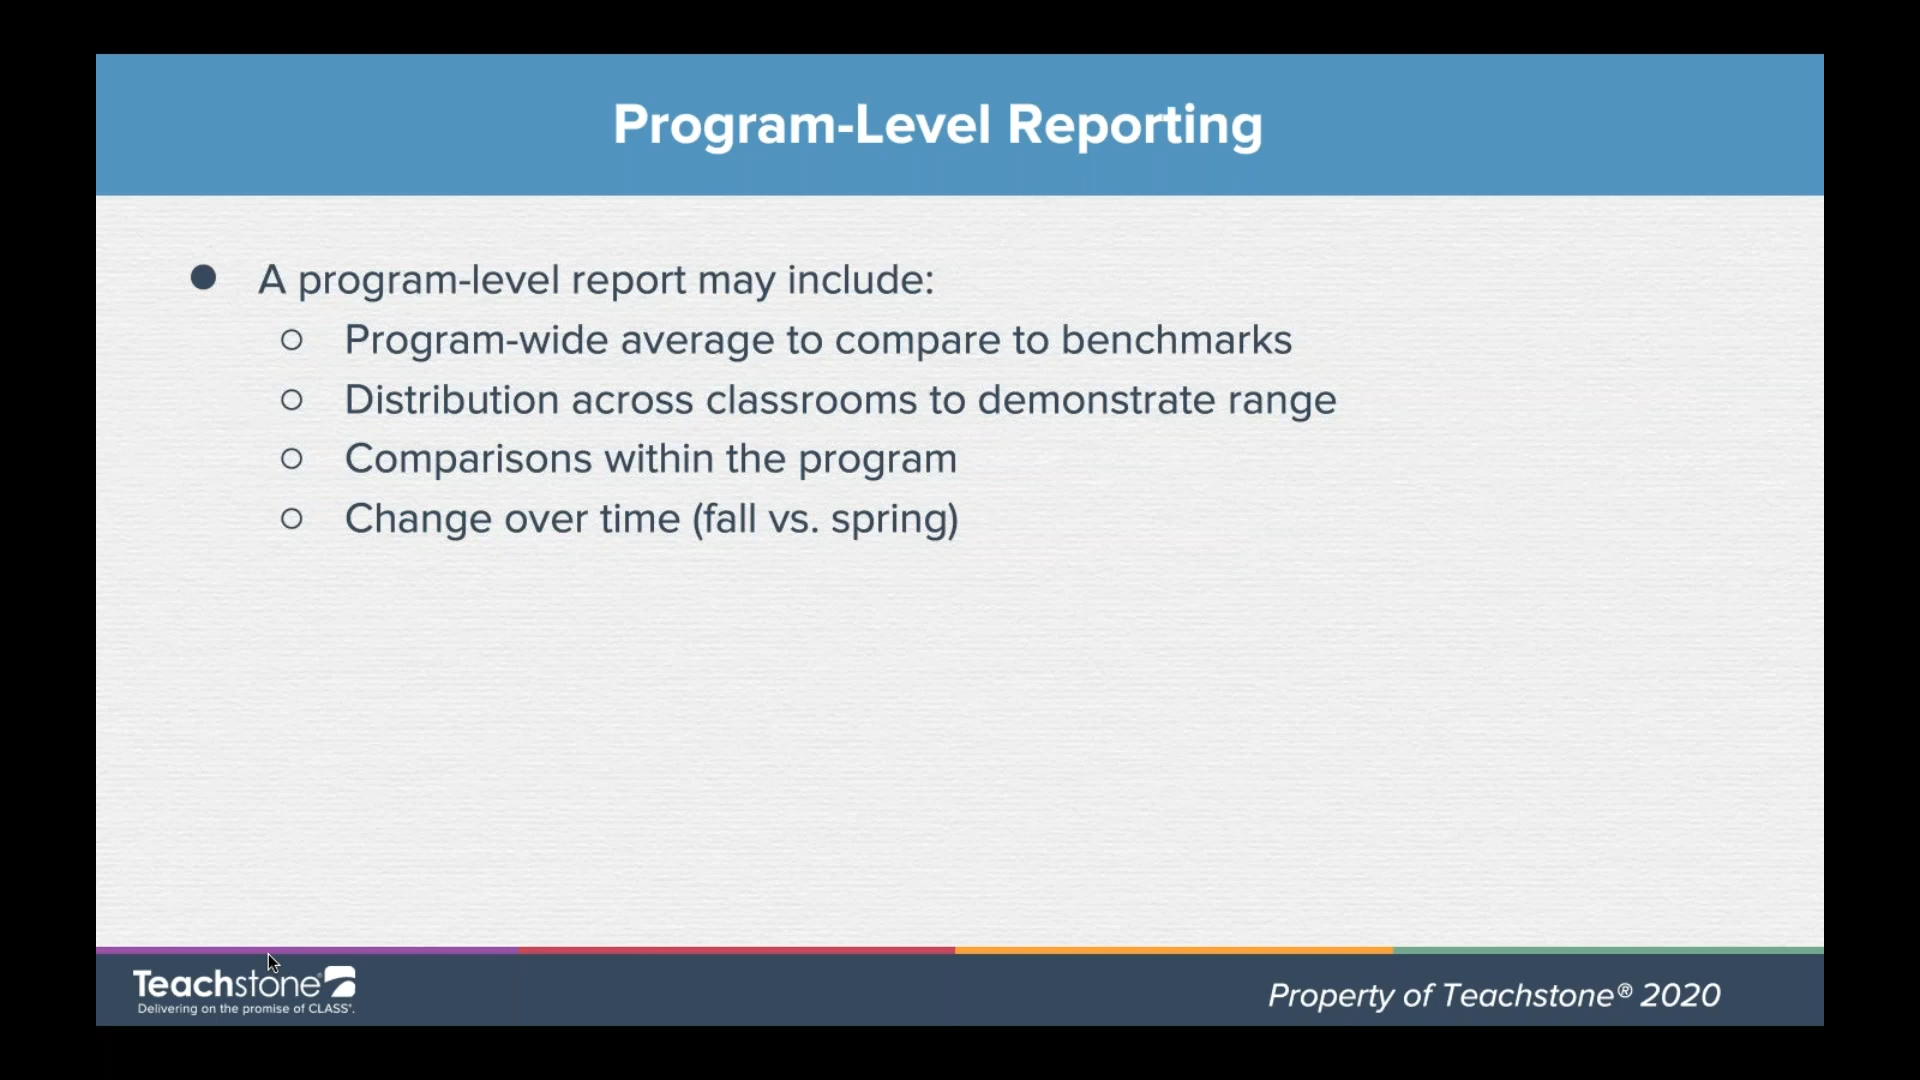 Program-Level Reporting
● A program-level report may include:
○ Program-wide average to compare to benchmarks
○ Distribution across classrooms to demonstrate range
○ Comparisons within the program
○ Change over time (fall vs. spring)
Teachstone®
Delivering on the promise of CLASS®.
Property of Teachstone® 2020